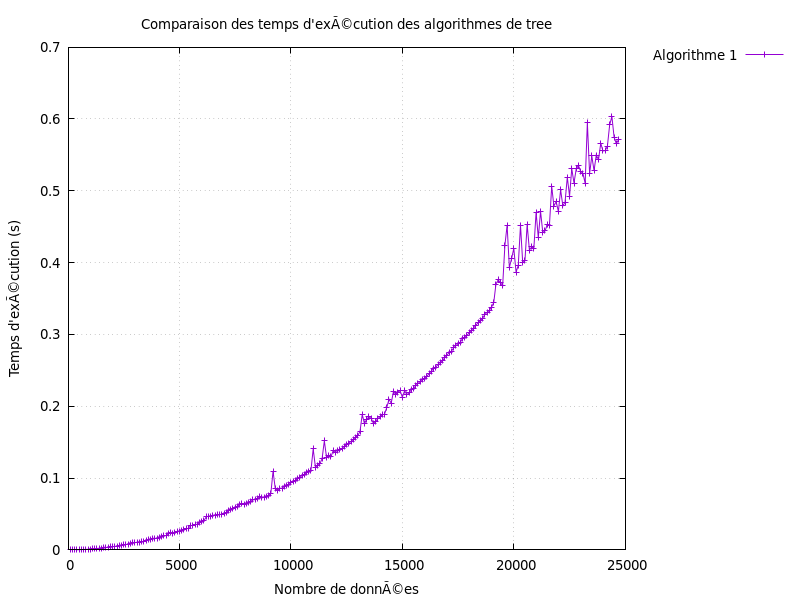 Comparaison des temps d'exÃ©cution des algorithmes de tree
Algorithme 1
0.7
0.6
0.5
0.4
0.3
0.2
0.1
0
Temps d'exÃ©cution (s)
0 5000 10000 15000 20000 25000
Nombre de donnÃ©es